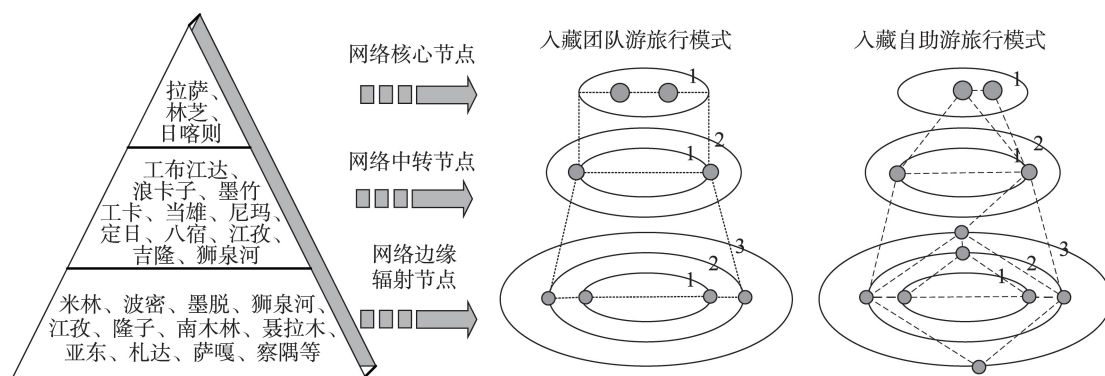 入藏团队游旅行模式
入藏自助游旅行模式
网络核心节点
拉萨、
林芝、
日喀则
1
1
网络中转节点
工布江达、
浪卡子、墨竹
工卡、当雄、尼玛、
定日、八宿、江孜、
吉隆、狮泉河
2
1
2
1
网络边缘
辐射节点
米林、波密、墨脱、狮泉河、
江孜、隆子、南木林、聂拉木、
亚东、札达、萨嘎、察隅等
3
2
1
3
2
1